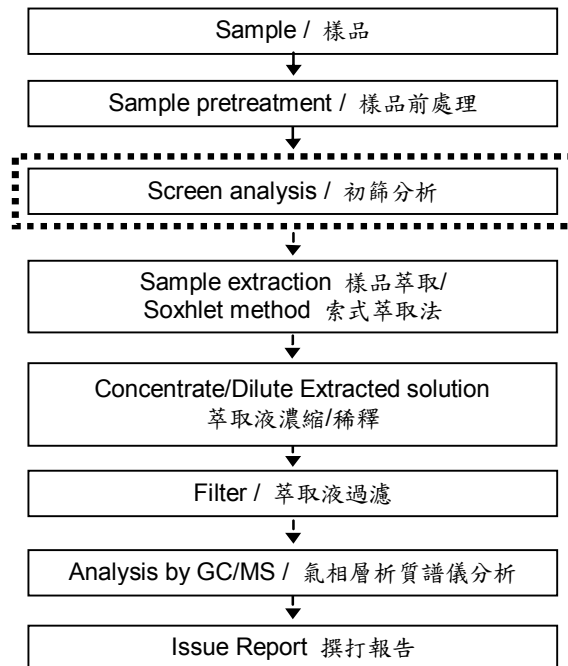 Sample / 樣品
Sample pretreatment / 樣品前處理
Screen analysis / 初篩分析
Sample extraction 樣品萃取/
Soxhlet method 索式萃取法
Concentrate/Dilute Extracted solution
萃取液濃縮/稀釋
Filter / 萃取液過濾
Analysis by GC/MS / 氣相層析質譜儀分析
Issue Report 撰打報告